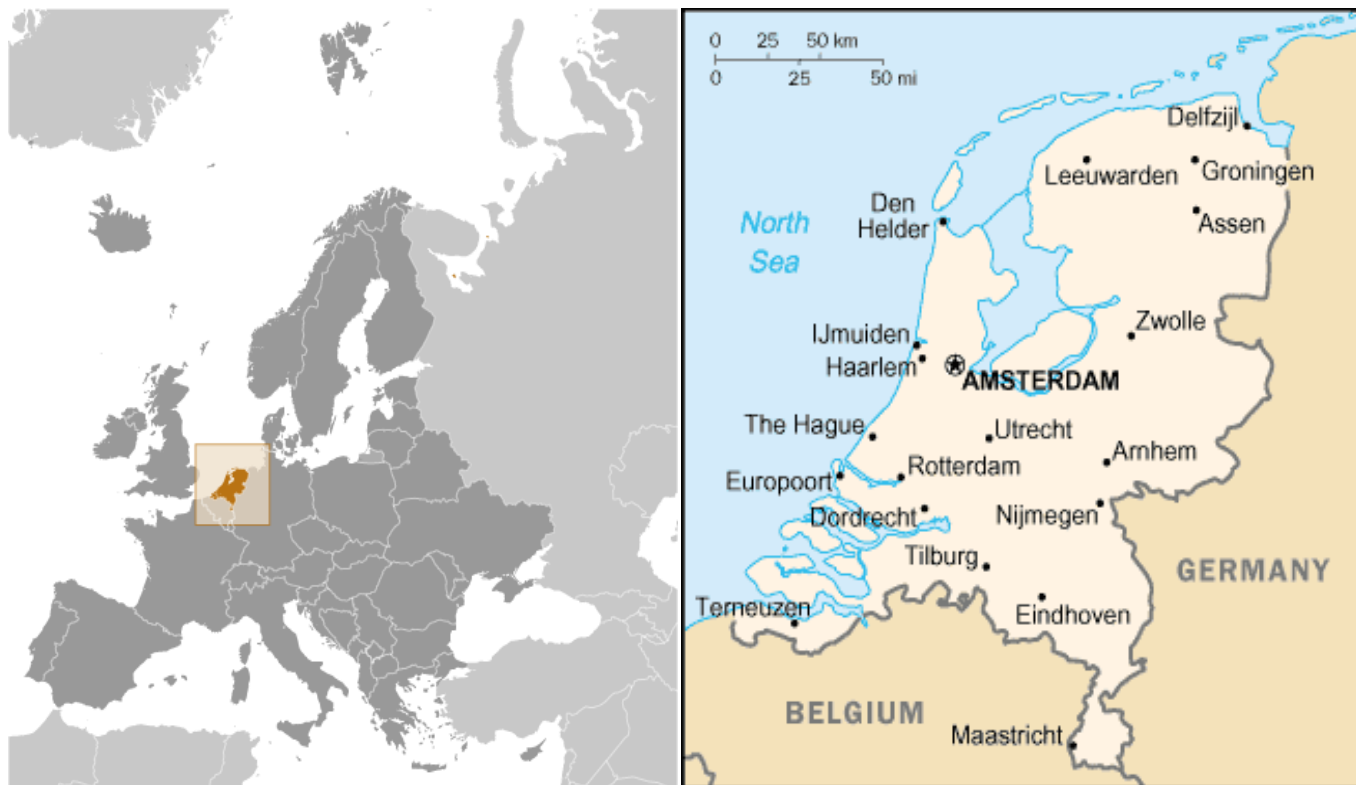 0 25 50 km
0 25 50 mi
Delfzijl
Leeuwarden
Groningen
Den
Helder
Assen
North
Sea
IJmuiden
Zwolle
Haarlem
AMSTERDAM
The Hague
Utrecht
Arnhem
Europoort
Rotterdam
Dordrecht
Nijmegen
Tilburg
GERMANY
Terneuzen
Eindhoven
BELGIUM
Maastricht